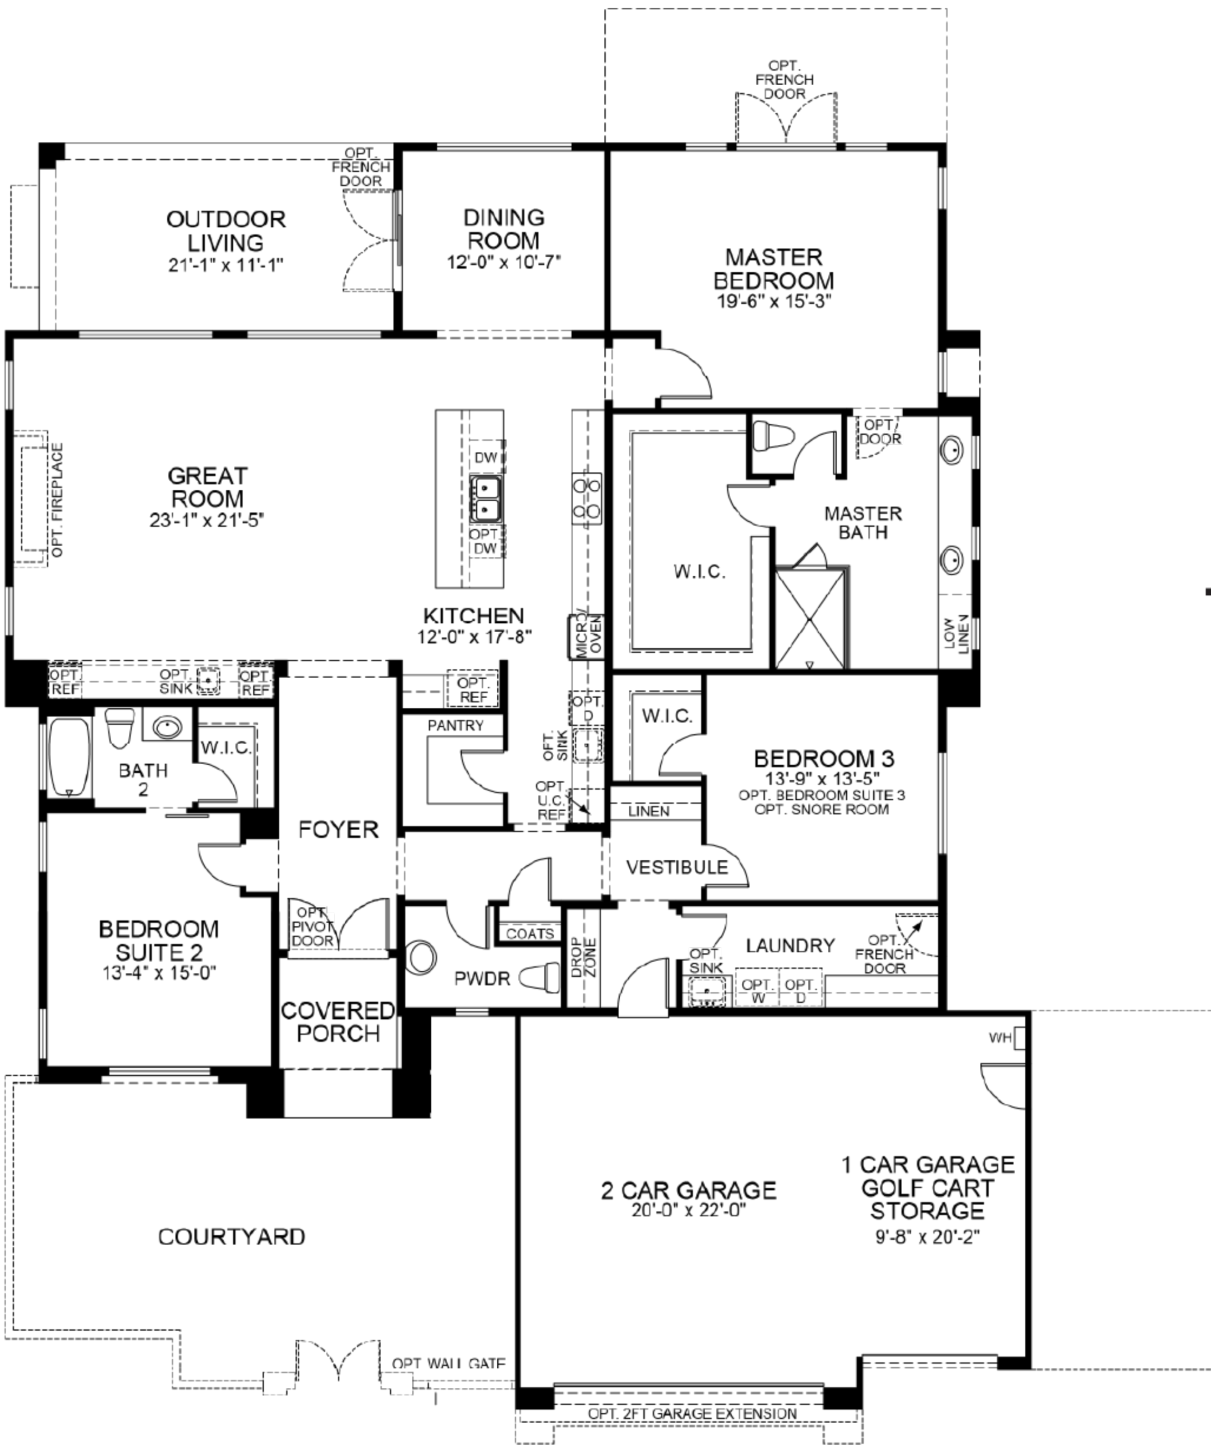 OPT.
FRENCH
DOOR
OPT.
FRENCH
DOOR
OUTDOOR
LIVING
21'-1" x 11'-1"
DINING
ROOM
12'-0" x 10'-7"
MASTER
BEDROOM
19'-6" x 15'-3"
OPT. FIREPLACE
GREAT
ROOM
23'-1" x 21'-5"
DW
OPT
DW
KITCHEN
12'-0" x 17'-8"
MICRO/
OVEN
W.I.C.
OPT.
DOOR
MASTER
BATH
LOW
LINEN
OPT.
REF
OPT.
SINK
OPT.
REF
OPT.
REF
OPT.
D
OPT.
SINK
OPT.
U.C.
REF
PANTRY
BATH
2
W.I.C.
FOYER
W.I.C.
LINEN
BEDROOM 3
13'-9" x 13'-5"
OPT. BEDROOM SUITE 3
OPT. SNORE ROOM
VESTIBULE
BEDROOM
SUITE 2
13'-4" x 15'-0"
OPT.
PIVOT
DOOR
COVERED
PORCH
PWDR
COATS
DROP
ZONE
OPT.
SINK
LAUNDRY
OPT.
W
OPT.
D
OPT.
FRENCH
DOOR
WH
2 CAR GARAGE
20'-0" x 22'-0"
1 CAR GARAGE
GOLF CART
STORAGE
9'-8" x 20'-2"
COURTYARD
OPT WALL GATE
OPT. 2FT GARAGE EXTENSION